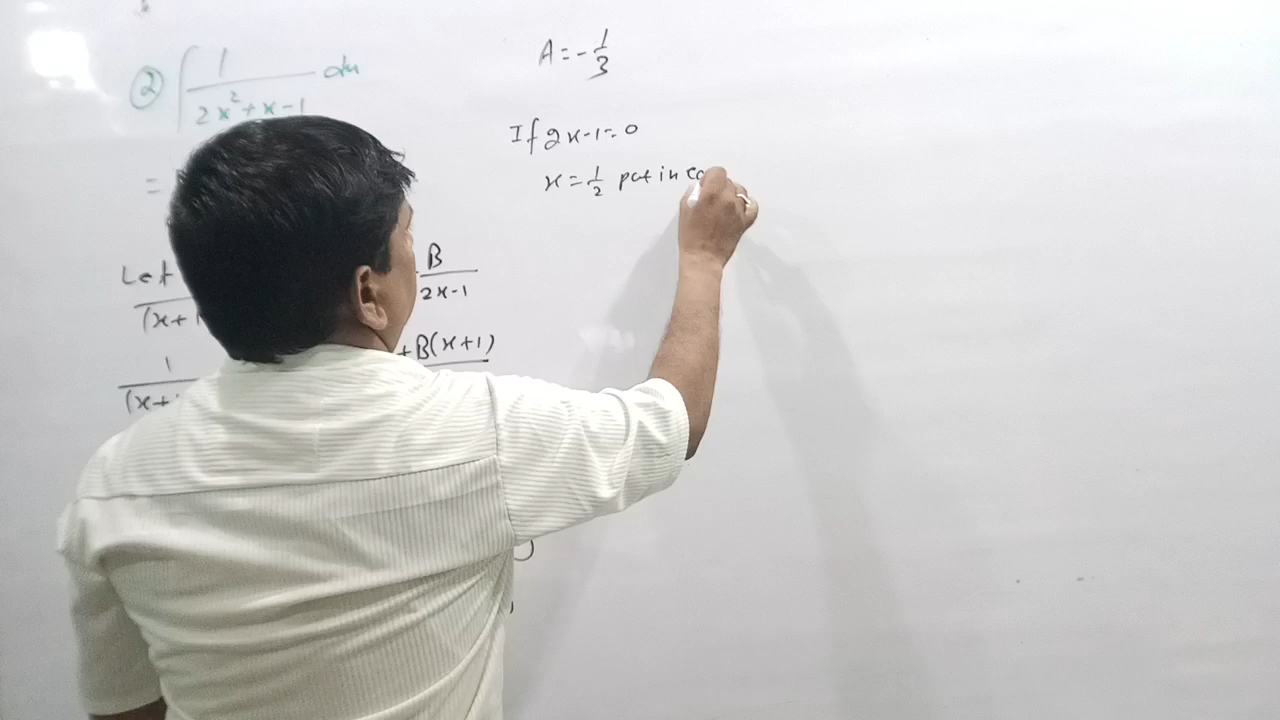 ② ∫ 1 / (2x²+x-1) dx
=
Let
(x+1
B / 2x-1
1
(x+
+B(x+1)
A = -1/3
If 2x-1=0
x = 1/2 put in